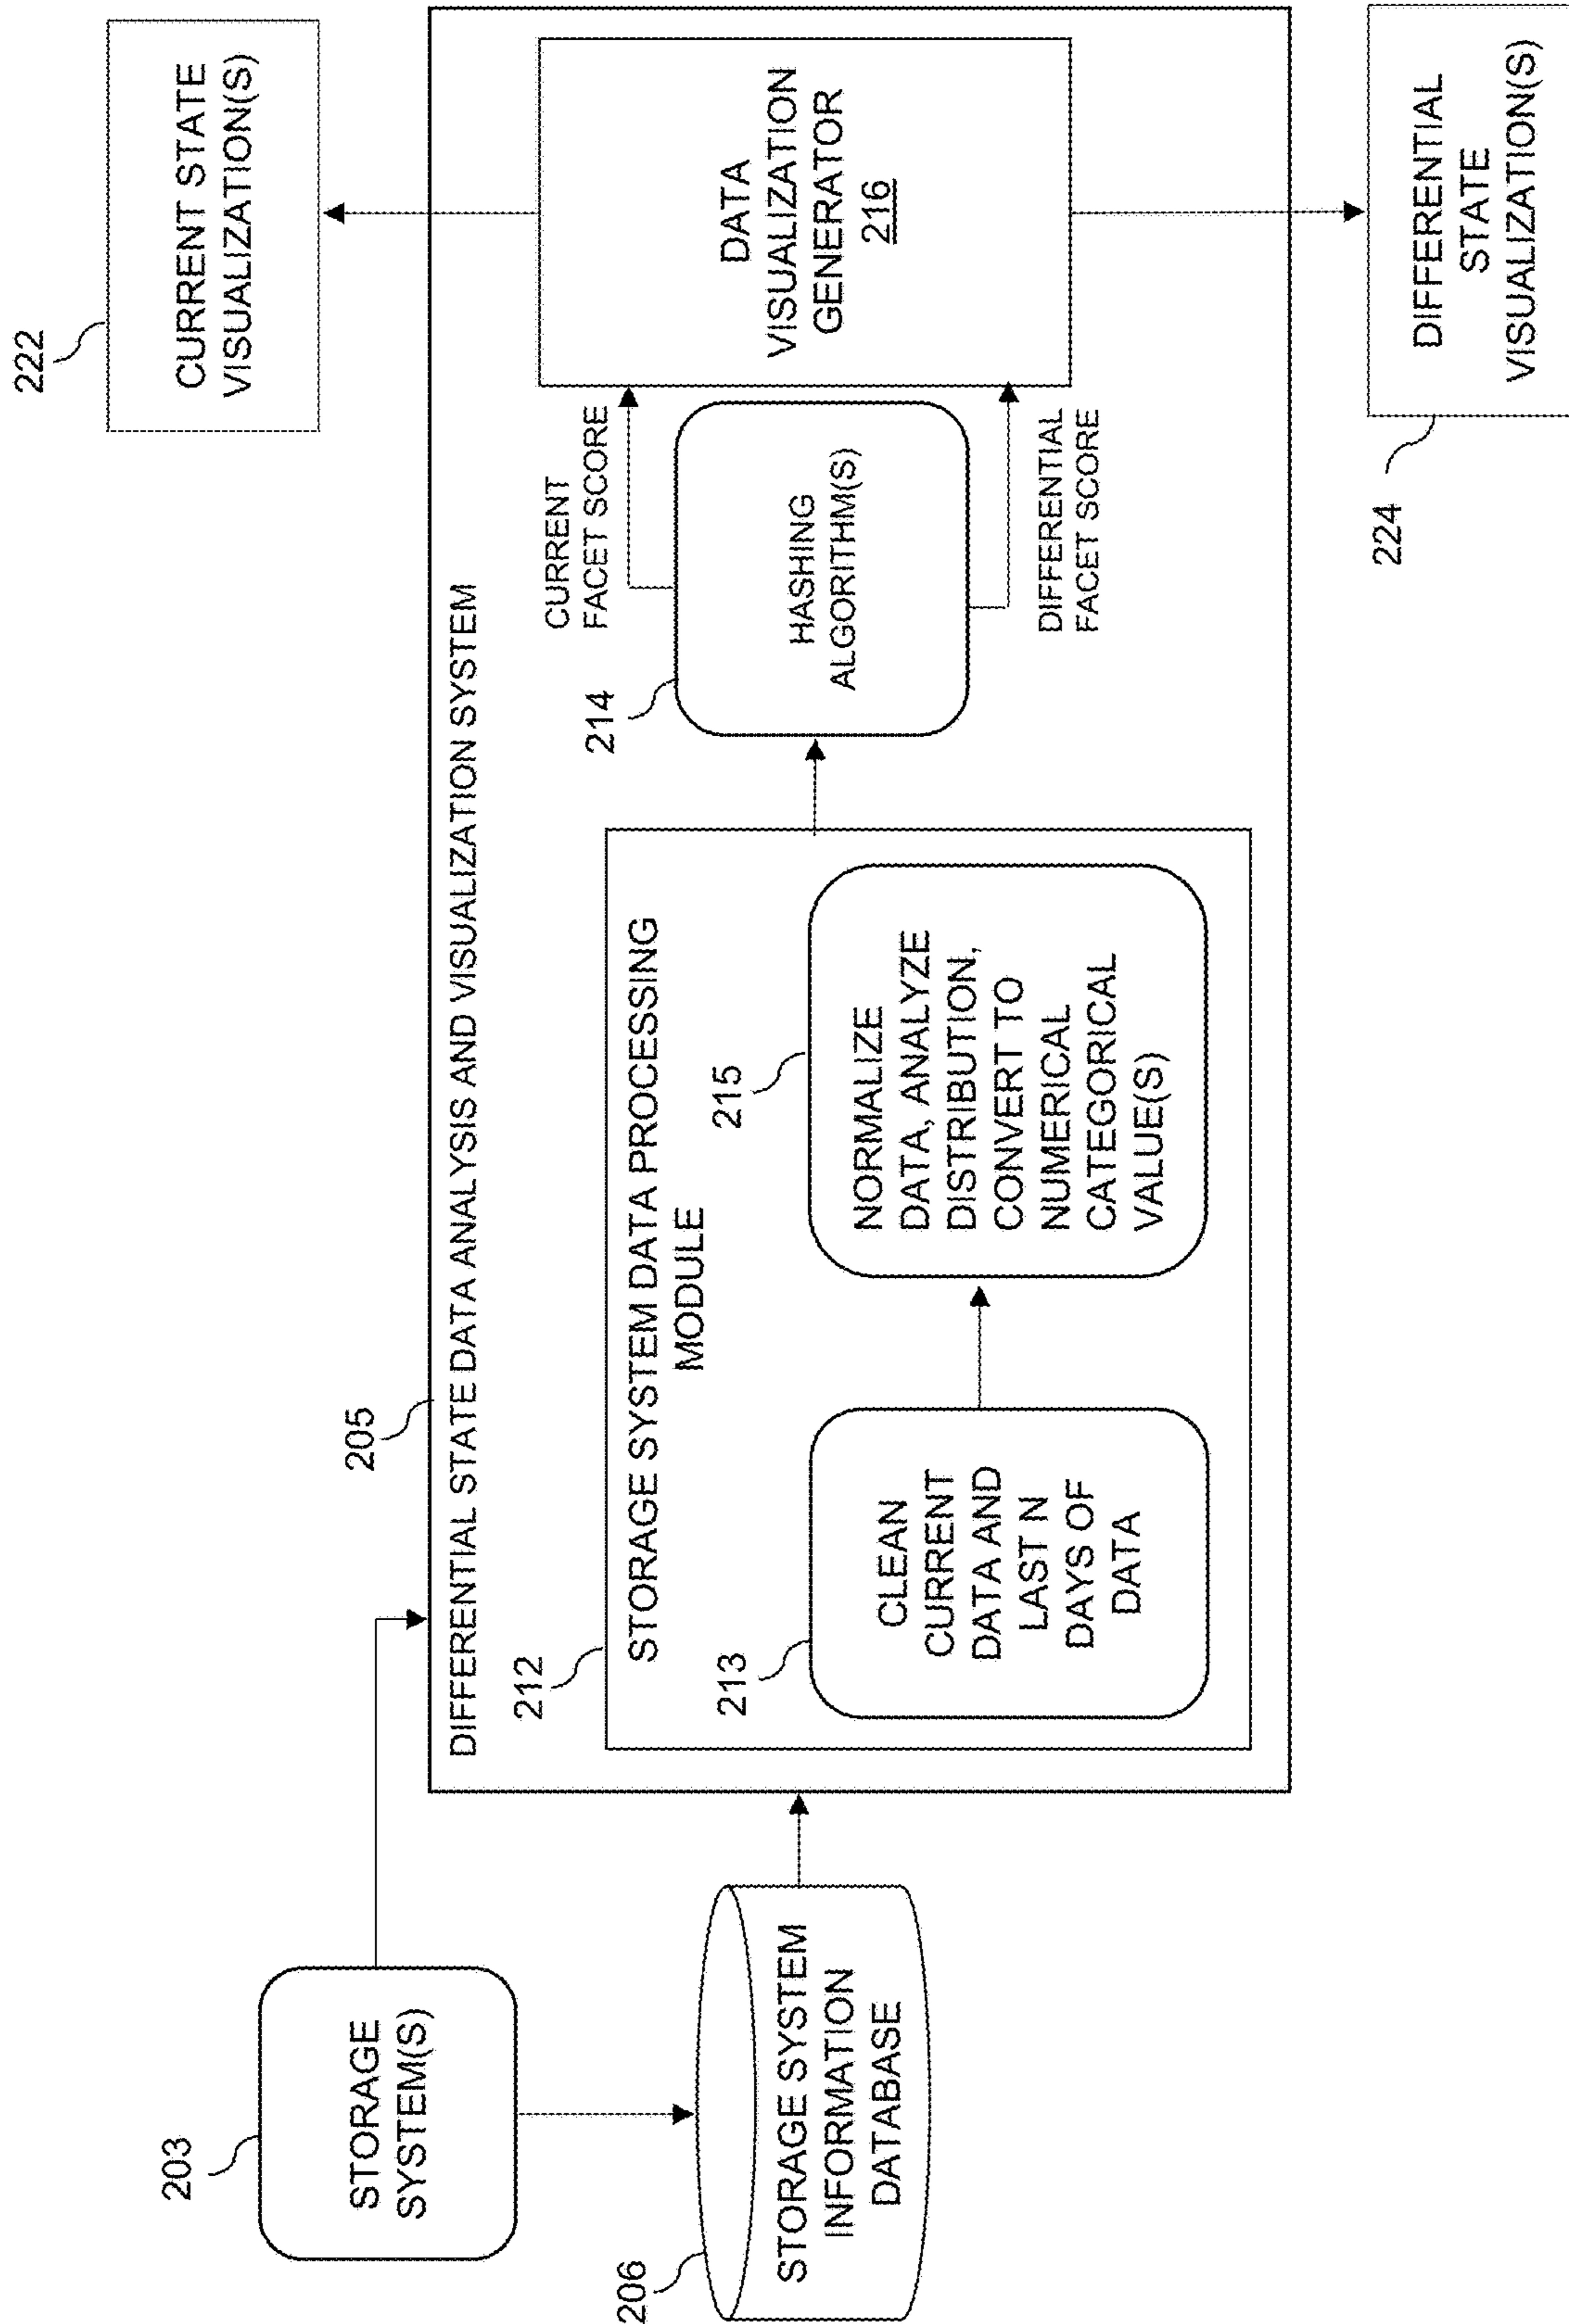 203
STORAGE
SYSTEM(S)
206
STORAGE SYSTEM
INFORMATION
DATABASE
205
DIFFERENTIAL STATE DATA ANALYSIS AND VISUALIZATION SYSTEM
212
STORAGE SYSTEM DATA PROCESSING
MODULE
213
CLEAN
CURRENT
DATA AND
LAST N
DAYS OF
DATA
215
NORMALIZE
DATA, ANALYZE
DISTRIBUTION,
CONVERT TO
NUMERICAL
CATEGORICAL
VALUE(S)
214
HASHING
ALGORITHM(S)
CURRENT
FACET SCORE
DIFFERENTIAL
FACET SCORE
DATA
VISUALIZATION
GENERATOR
216
222
CURRENT STATE
VISUALIZATION(S)
224
DIFFERENTIAL
STATE
VISUALIZATION(S)